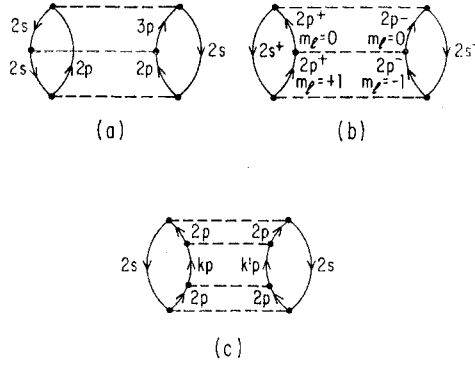 2s 3p 2s
2s 2p 2p
(a)
2p⁺ 2p-
mℓ=0 mℓ=0
2s⁺ 2s⁻
2p⁺ 2p⁻
mℓ=+1 mℓ=-1
(b)
2p 2p
2s kp k'p 2s
2p 2p
(c)